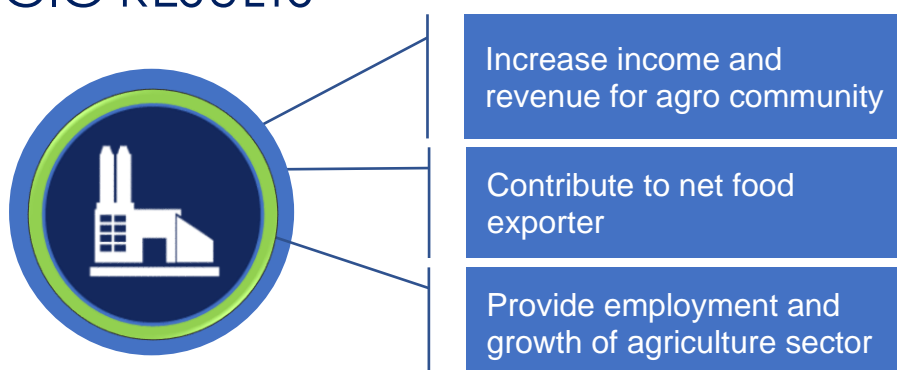 RESULTS
Increase income and
revenue for agro community
Contribute to net food
exporter
Provide employment and
growth of agriculture sector